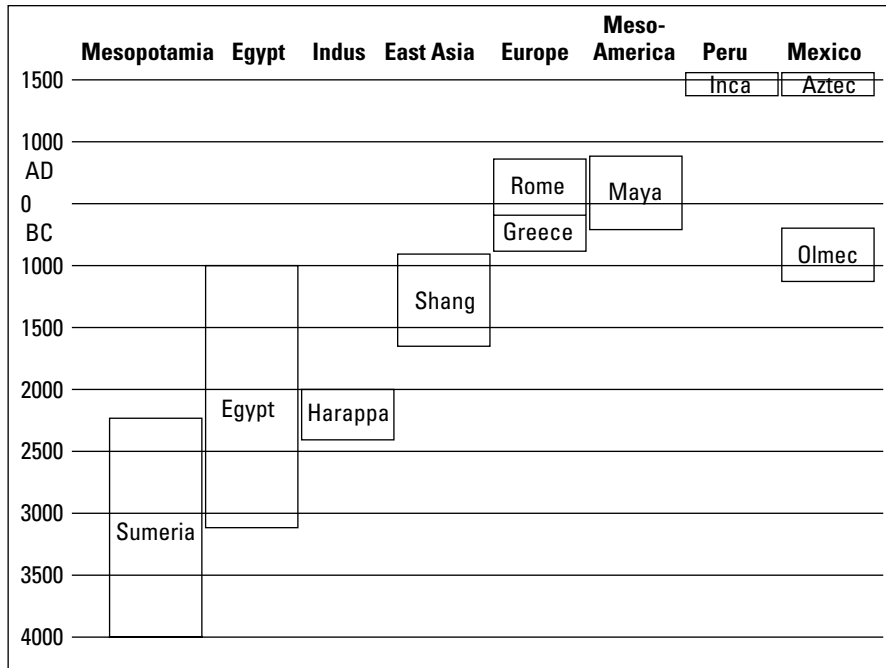 Meso-
Mesopotamia Egypt Indus East Asia Europe America Peru Mexico
1500
Inca Aztec
1000
AD
Rome
Maya
0
BC
Greece
Olmec
1000
Shang
1500
2000
Egypt Harappa
2500
3000
Sumeria
3500
4000